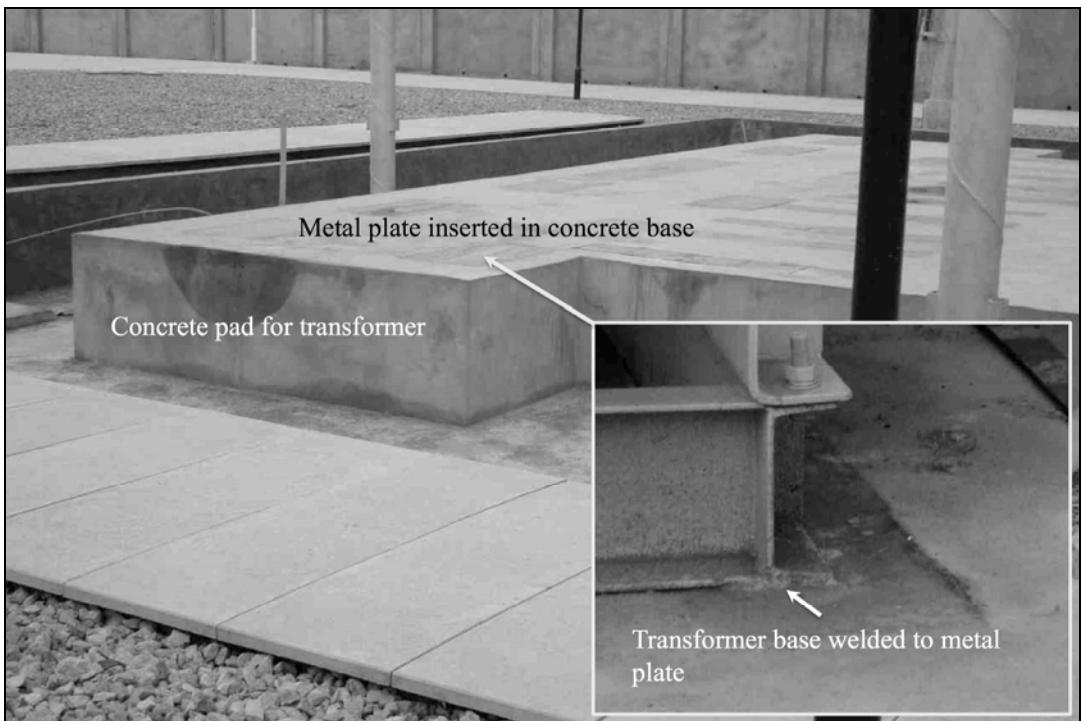 Metal plate inserted in concrete base
Concrete pad for transformer
Transformer base welded to metal
plate